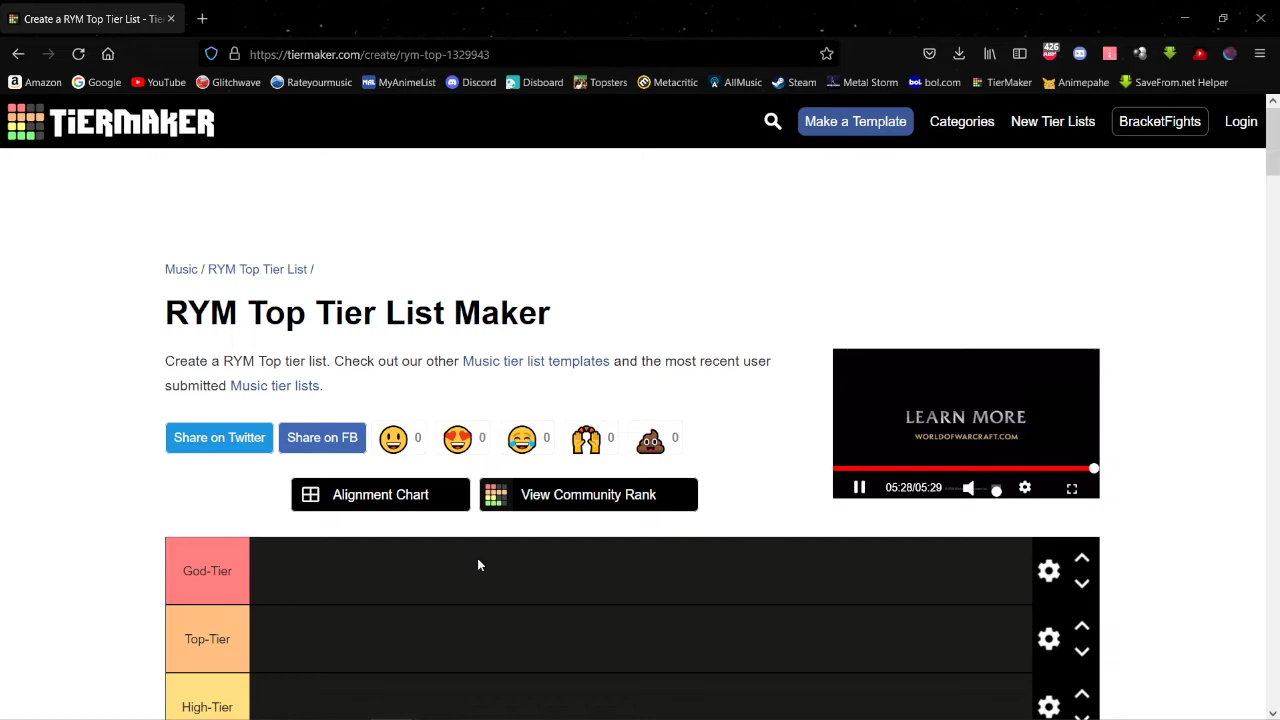 Create a RYM Top Tier List - Tier
https://tiermaker.com/create/rym-top-1329943
426
Amazon Google YouTube Glitchwave Rateyourmusic MyAnimeList Discord Disboard Topsters Metacritic AllMusic Steam Metal Storm bol.com TierMaker Animepahe SaveFrom.net Helper
TiERMAKER
Make a Template Categories New Tier Lists BracketFights Login
Music / RYM Top Tier List /
RYM Top Tier List Maker
Create a RYM Top tier list. Check out our other Music tier list templates and the most recent user
submitted Music tier lists.
LEARN MORE
WORLDOFWARCRAFT.COM
05:28/05:29
Share on Twitter Share on FB 0 0 0 0 0
Alignment Chart View Community Rank
God-Tier
Top-Tier
High-Tier